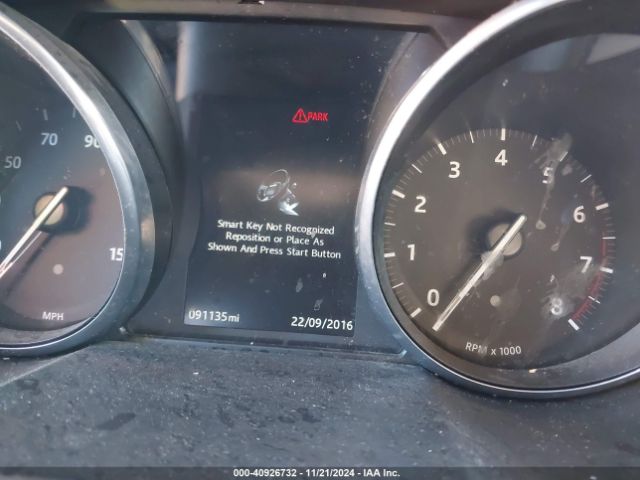 PARK
50
70
90
15
MPH
Smart Key Not Recognized
Reposition or Place As
Shown And Press Start Button
091135mi
22/09/2016
0
1
2
3
4
5
6
7
8
RPM x 1000
000-40926732 - 11/21/2024 - IAA Inc.